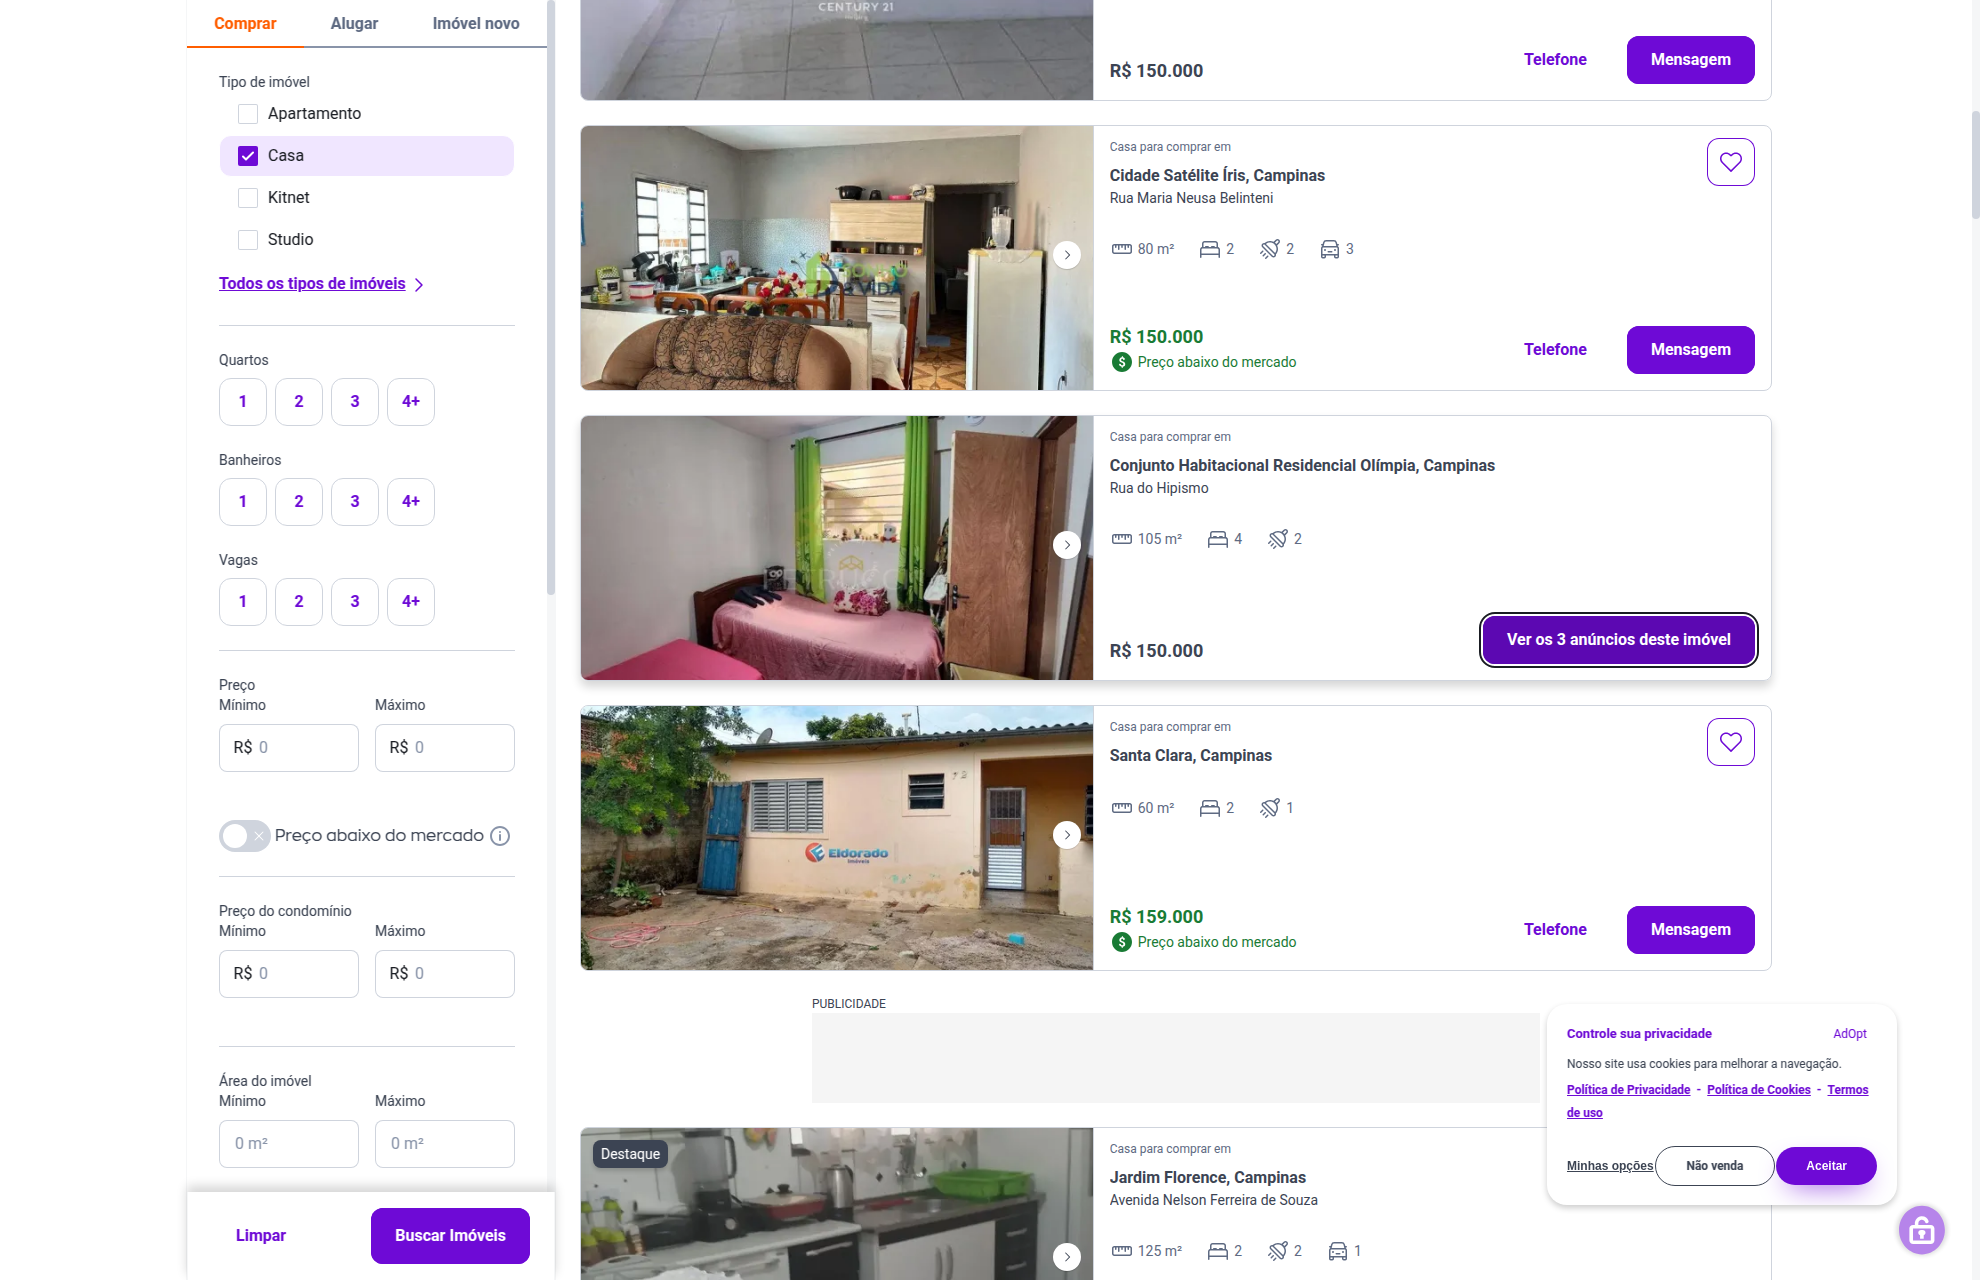 Comprar
Alugar
Imóvel novo
Tipo de imóvel
Apartamento
Casa
Kitnet
Studio
Todos os tipos de imóveis
Quartos
1 2 3 4+
Banheiros
1 2 3 4+
Vagas
1 2 3 4+
Preço
Mínimo Máximo
R$ 0 R$ 0
Preço abaixo do mercado
Preço do condomínio
Mínimo Máximo
R$ 0 R$ 0
Área do imóvel
Mínimo Máximo
0 m² 0 m²
Limpar
Buscar Imóveis
CENTURY 21
R$ 150.000
Telefone
Mensagem
Casa para comprar em
Cidade Satélite Íris, Campinas
Rua Maria Neusa Belinteni
80 m² 2 2 3
R$ 150.000
$ Preço abaixo do mercado
Telefone
Mensagem
Casa para comprar em
Conjunto Habitacional Residencial Olímpia, Campinas
Rua do Hipismo
105 m² 4 2
R$ 150.000
Ver os 3 anúncios deste imóvel
Eldorado
Imóveis
Casa para comprar em
Santa Clara, Campinas
60 m² 2 1
R$ 159.000
$ Preço abaixo do mercado
Telefone
Mensagem
PUBLICIDADE
Destaque
Casa para comprar em
Jardim Florence, Campinas
Avenida Nelson Ferreira de Souza
125 m² 2 2 1
Controle sua privacidade
AdOpt
Nosso site usa cookies para melhorar a navegação.
Política de Privacidade - Política de Cookies - Termos
de uso
Minhas opções
Não venda
Aceitar